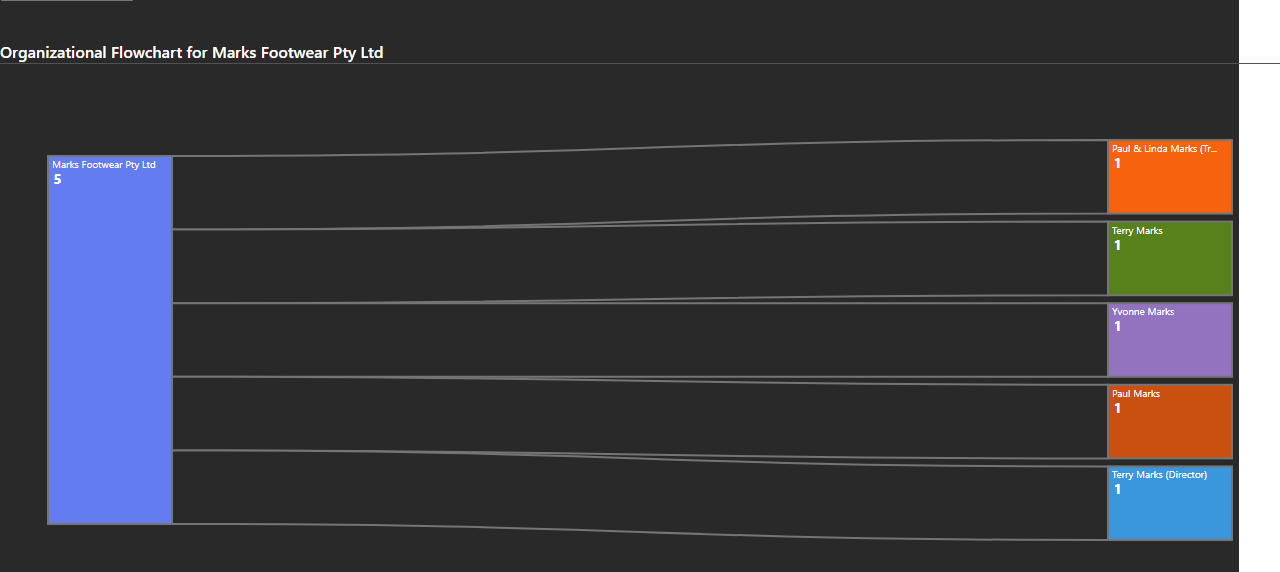 Organizational Flowchart for Marks Footwear Pty Ltd
Marks Footwear Pty Ltd
5
Paul & Linda Marks (Tr...
1
Terry Marks
1
Yvonne Marks
1
Paul Marks
1
Terry Marks (Director)
1